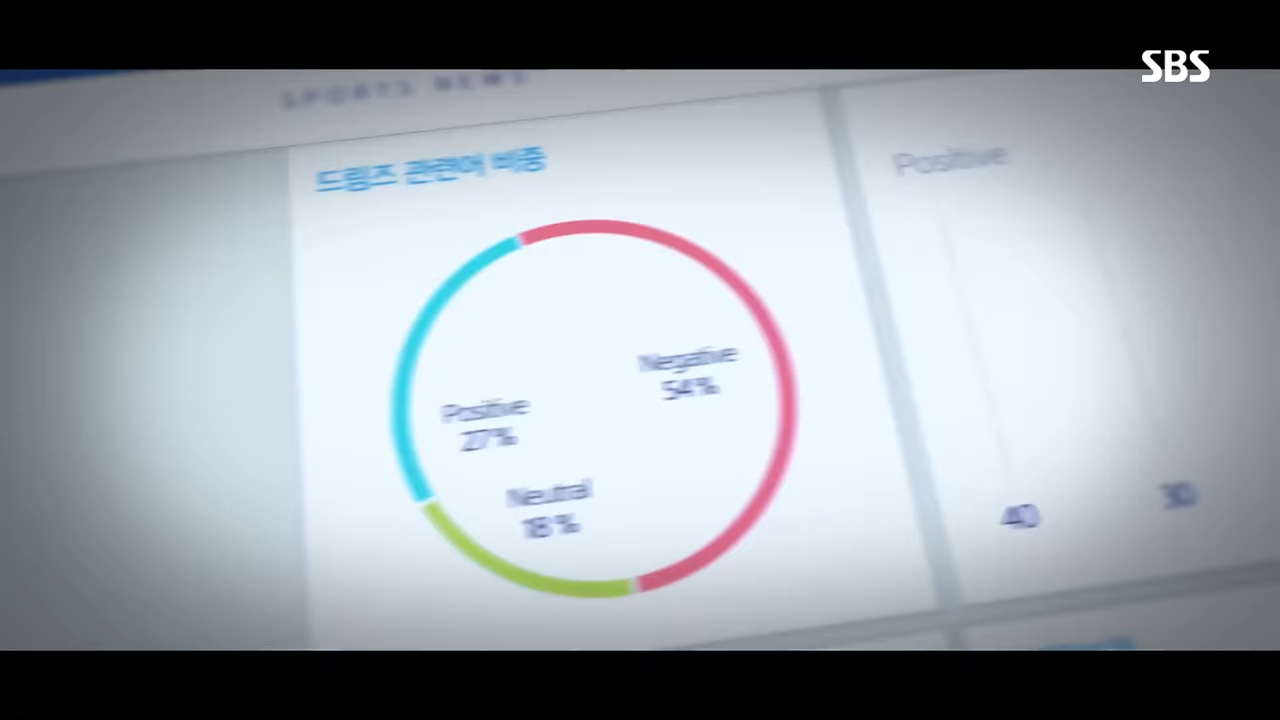 SBS
SPORTS NEWS
드림즈 관련어 비중
Positive
Negative
54%
Positive
27%
Neutral
18%
40
30